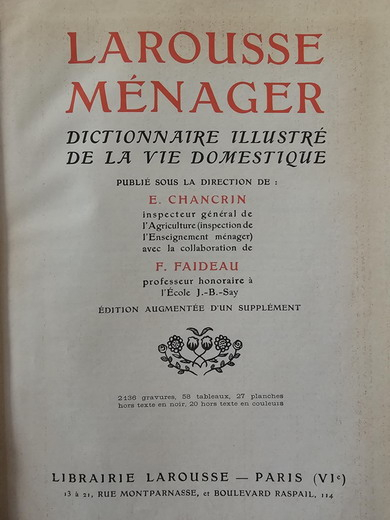 LAROUSSE
MÉNAGER
DICTIONNAIRE ILLUSTRÉ
DE LA VIE DOMESTIQUE
PUBLIÉ SOUS LA DIRECTION DE :
E. CHANCRIN
inspecteur général de
l'Agriculture (inspection de
l'Enseignement ménager)
avec la collaboration de
F. FAIDEAU
professeur honoraire à
l'École J.-B.-Say
ÉDITION AUGMENTÉE D'UN SUPPLÉMENT
2136 gravures, 58 tableaux, 27 planches
hors texte en noir, 20 hors texte en couleurs
LIBRAIRIE LAROUSSE — PARIS (VIe)
13 à 21, RUE MONTPARNASSE, et BOULEVARD RASPAIL, 114